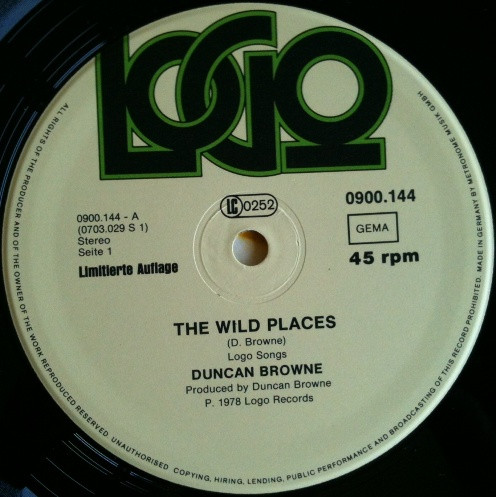 LOGO
LC 0252
0900.144
GEMA
45 rpm
0900.144 - A
(0703.029 S 1)
Stereo
Seite 1
Limitierte Auflage
THE WILD PLACES
(D. Browne)
Logo Songs
DUNCAN BROWNE
Produced by Duncan Browne
P. 1978 Logo Records
ALL RIGHTS OF THE PRODUCER AND OF THE OWNER OF THE WORK REPRODUCED RESERVED UNAUTHORISED COPYING, HIRING, LENDING, PUBLIC PERFORMANCE AND BROADCASTING OF THIS RECORD PROHIBITED. MADE IN GERMANY BY METRONOME MUSIK GMBH